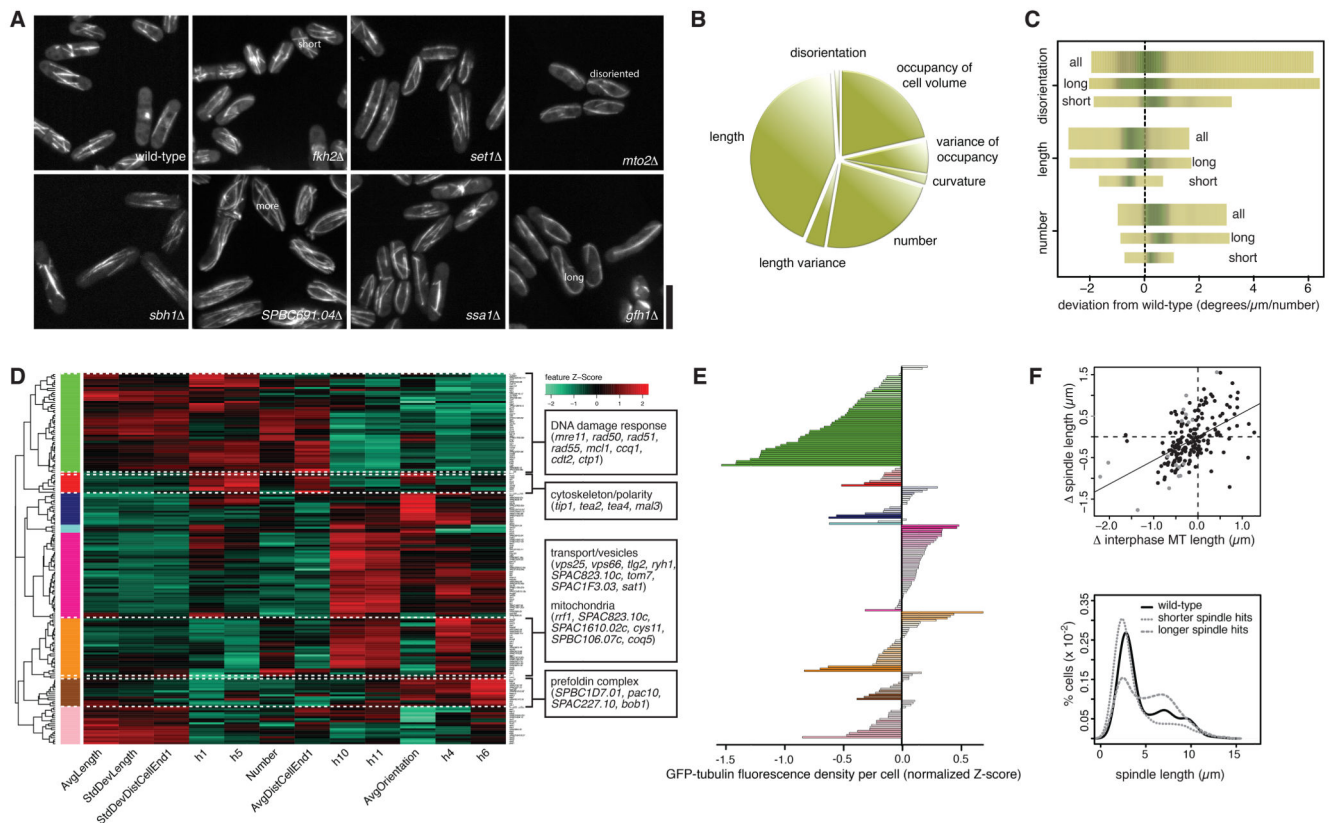 A
short
disoriented
wild-type
fkh2Δ
set1Δ
mto2Δ
more
long
sbh1Δ
SPBC691.04Δ
ssa1Δ
gfh1Δ
B
disorientation
occupancy of
cell volume
length
variance of
occupancy
curvature
number
length variance
C
disorientation
all
long
short
length
all
long
short
number
all
long
short
−2
0
2
4
6
deviation from wild-type (degrees/μm/number)
D
feature Z-Score
−2
−1
0
1
2
DNA damage response
(mre11, rad50, rad51,
rad55, mcl1, ccq1,
cdt2, ctp1)
cytoskeleton/polarity
(tip1, tea2, tea4, mal3)
transport/vesicles
(vps25, vps66, tlg2, ryh1,
SPAC823.10c, tom7,
SPAC1F3.03, sat1)
mitochondria
(rrf1, SPAC823.10c,
SPAC1610.02c, cys11,
SPBC106.07c, coq5)
prefoldin complex
(SPBC1D7.01, pac10,
SPAC227.10, bob1)
AvgLength
StdDevLength
StdDevDistCellEnd1
h1
h5
Number
AvgDistCellEnd1
h10
h11
AvgOrientation
h4
h6
E
−1.5
−1.0
−0.5
0.0
0.5
GFP-tubulin fluorescence density per cell (normalized Z-score)
F
Δ spindle length (μm)
1.5
0.5
−0.5
−1.5
−2.0
−1.0
0.0
1.0
Δ interphase MT length (μm)
% cells (x 10⁻²)
0.35
0.25
0.15
0.05
wild-type
shorter spindle hits
longer spindle hits
0
5
10
15
spindle length (μm)